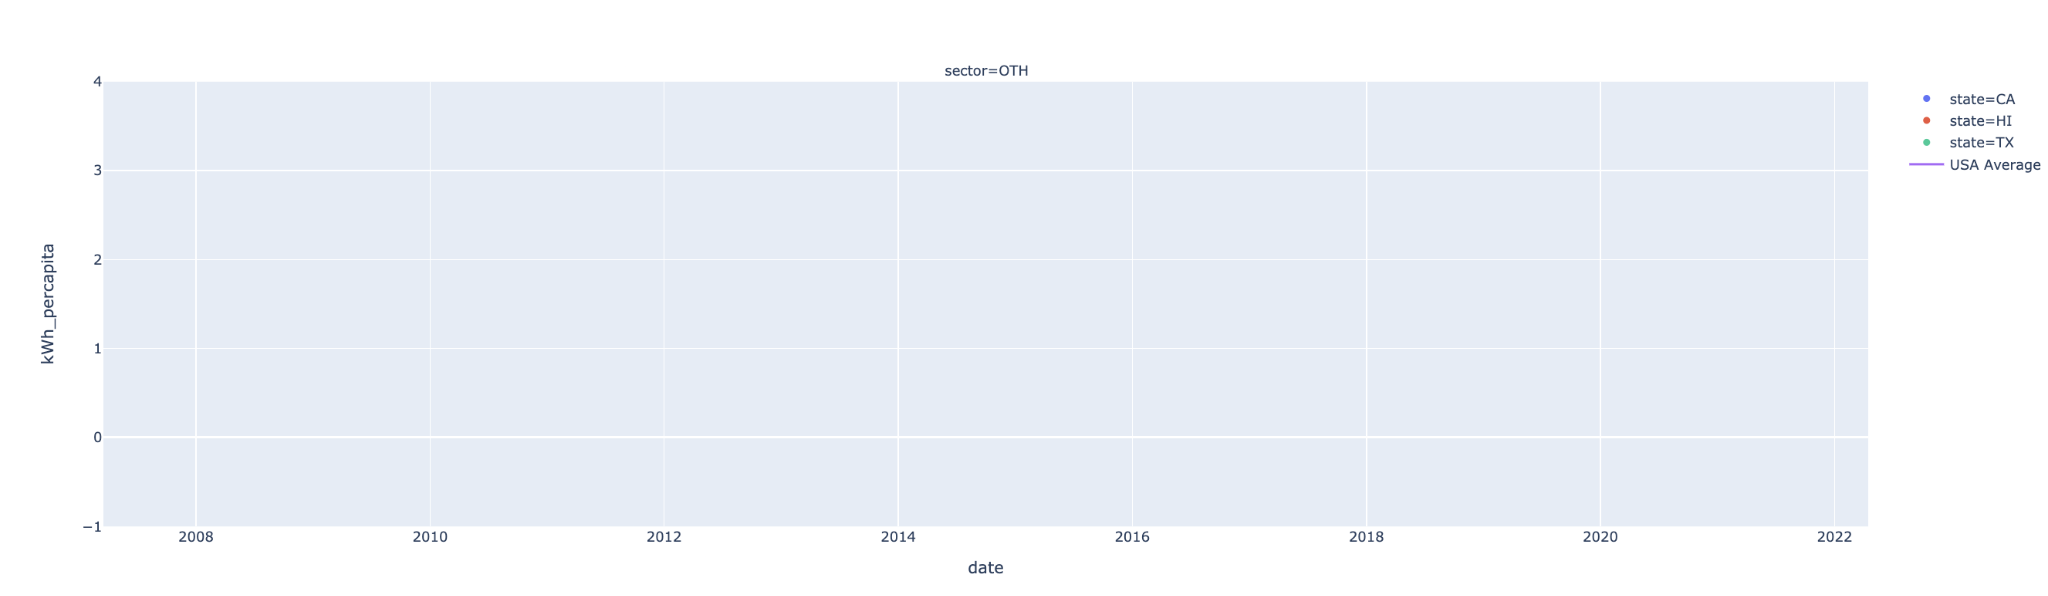 sector=OTH
4
3
2
1
0
−1
kWh_percapita
2008 2010 2012 2014 2016 2018 2020 2022
date
state=CA
state=HI
state=TX
USA Average